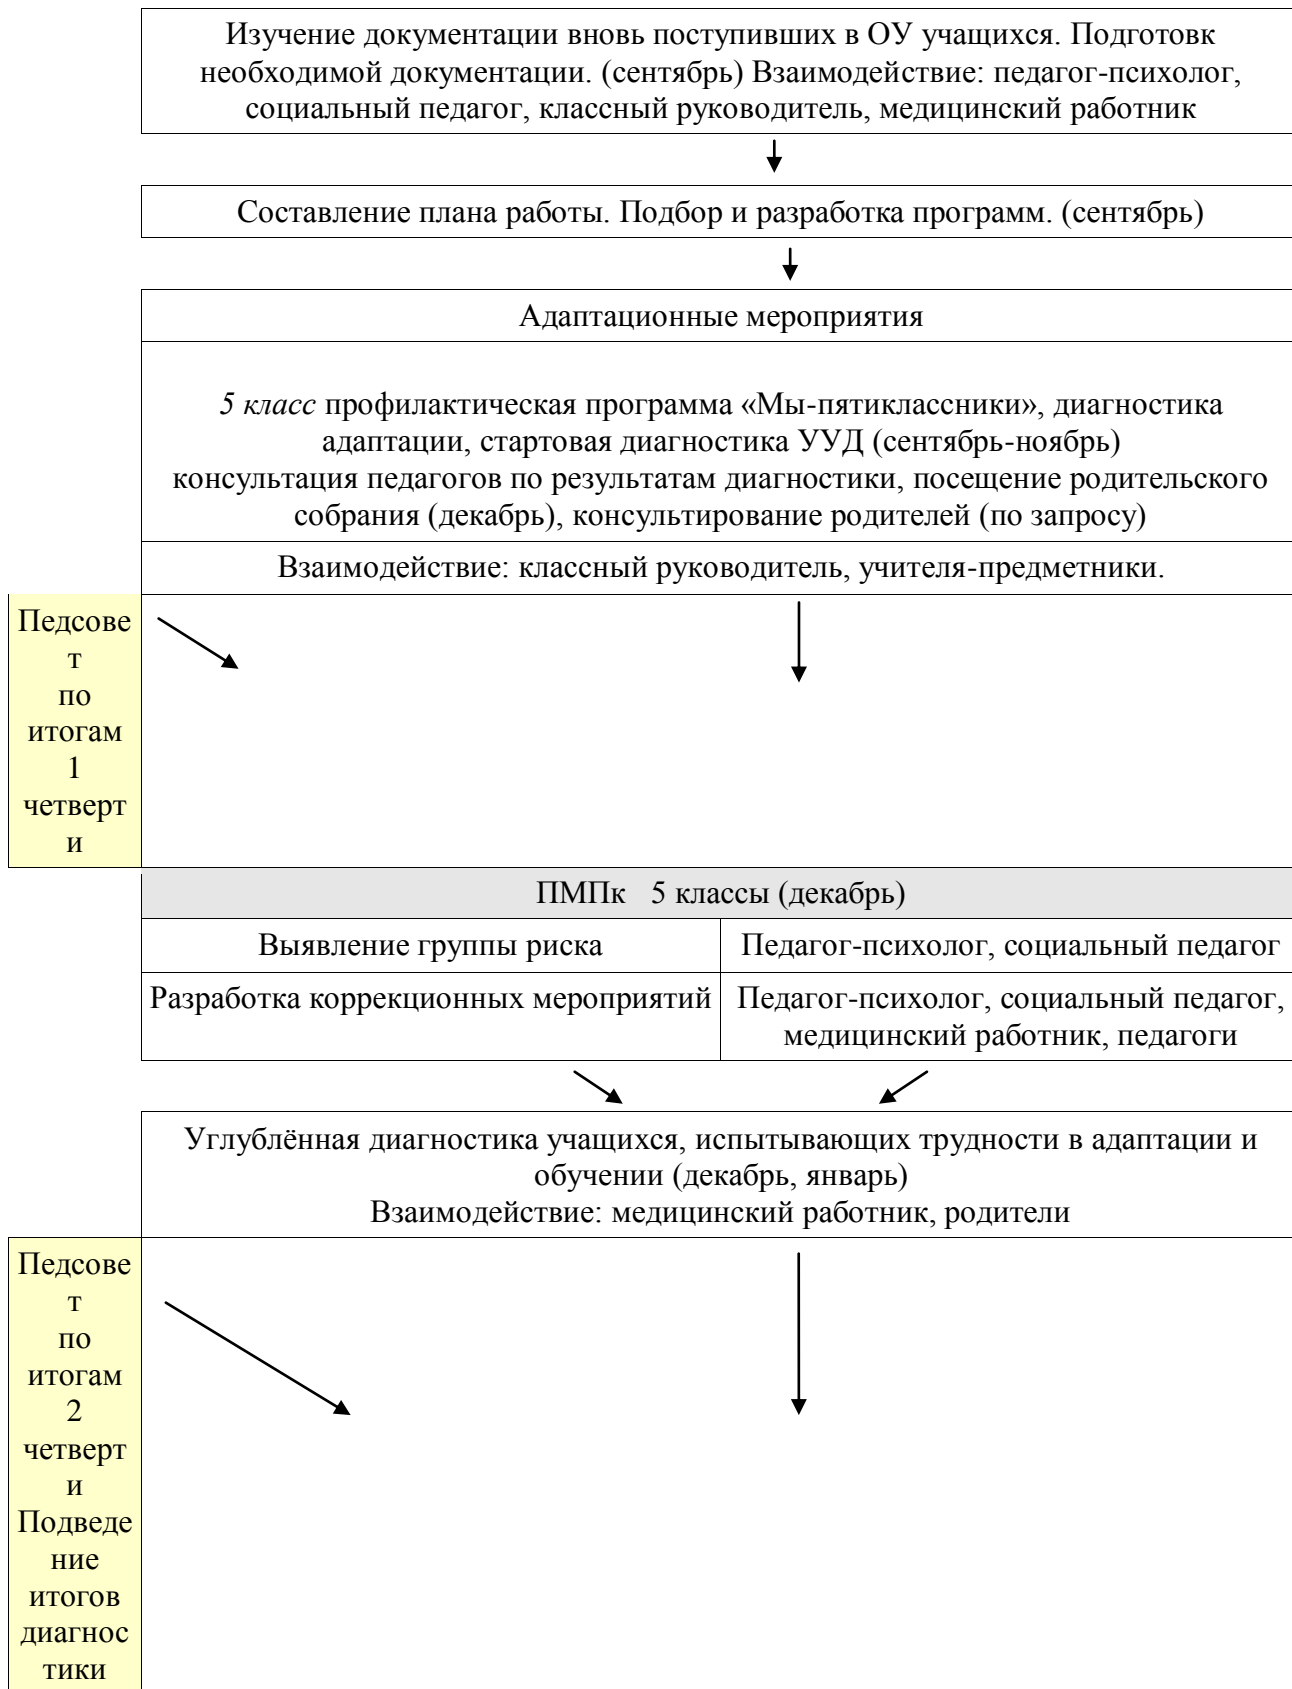 Изучение документации вновь поступивших в ОУ учащихся. Подготовк
необходимой документации. (сентябрь) Взаимодействие: педагог-психолог,
социальный педагог, классный руководитель, медицинский работник
Составление плана работы. Подбор и разработка программ. (сентябрь)
Адаптационные мероприятия
5 класс профилактическая программа «Мы-пятиклассники», диагностика
адаптации, стартовая диагностика УУД (сентябрь-ноябрь)
консультация педагогов по результатам диагностики, посещение родительского
собрания (декабрь), консультирование родителей (по запросу)
Взаимодействие: классный руководитель, учителя-предметники.
Педсове
т
по
итогам
1
четверт
и
ПМПк 5 классы (декабрь)
Выявление группы риска
Педагог-психолог, социальный педагог
Разработка коррекционных мероприятий
Педагог-психолог, социальный педагог,
медицинский работник, педагоги
Углублённая диагностика учащихся, испытывающих трудности в адаптации и
обучении (декабрь, январь)
Взаимодействие: медицинский работник, родители
Педсове
т
по
итогам
2
четверт
и
Подведе
ние
итогов
диагнос
тики